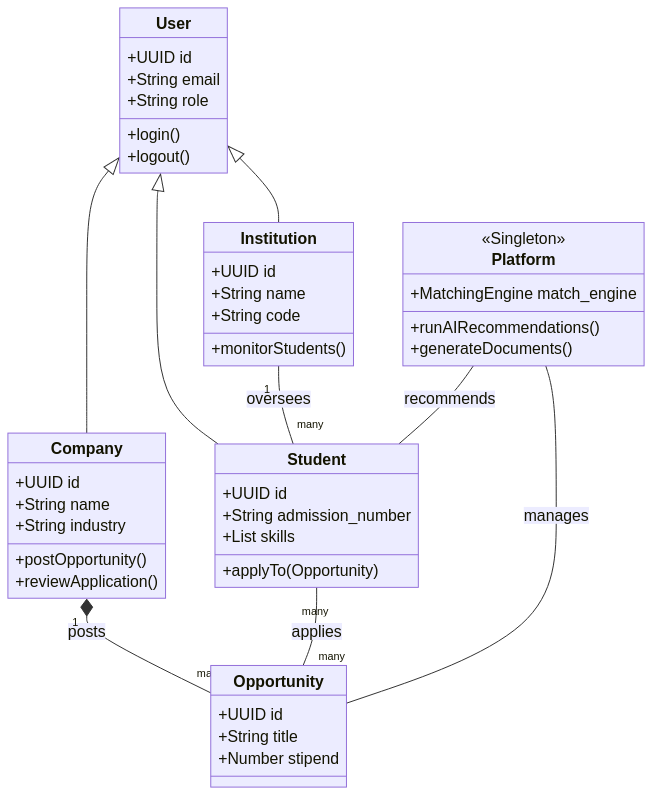 User
+UUID id
+String email
+String role
+login()
+logout()
Institution
+UUID id
+String name
+String code
+monitorStudents()
«Singleton»
Platform
+MatchingEngine match_engine
+runAIRecommendations()
+generateDocuments()
1
oversees
many
recommends
Company
+UUID id
+String name
+String industry
+postOpportunity()
+reviewApplication()
Student
+UUID id
+String admission_number
+List skills
+applyTo(Opportunity)
manages
1
posts
many
applies
many
Opportunity
+UUID id
+String title
+Number stipend